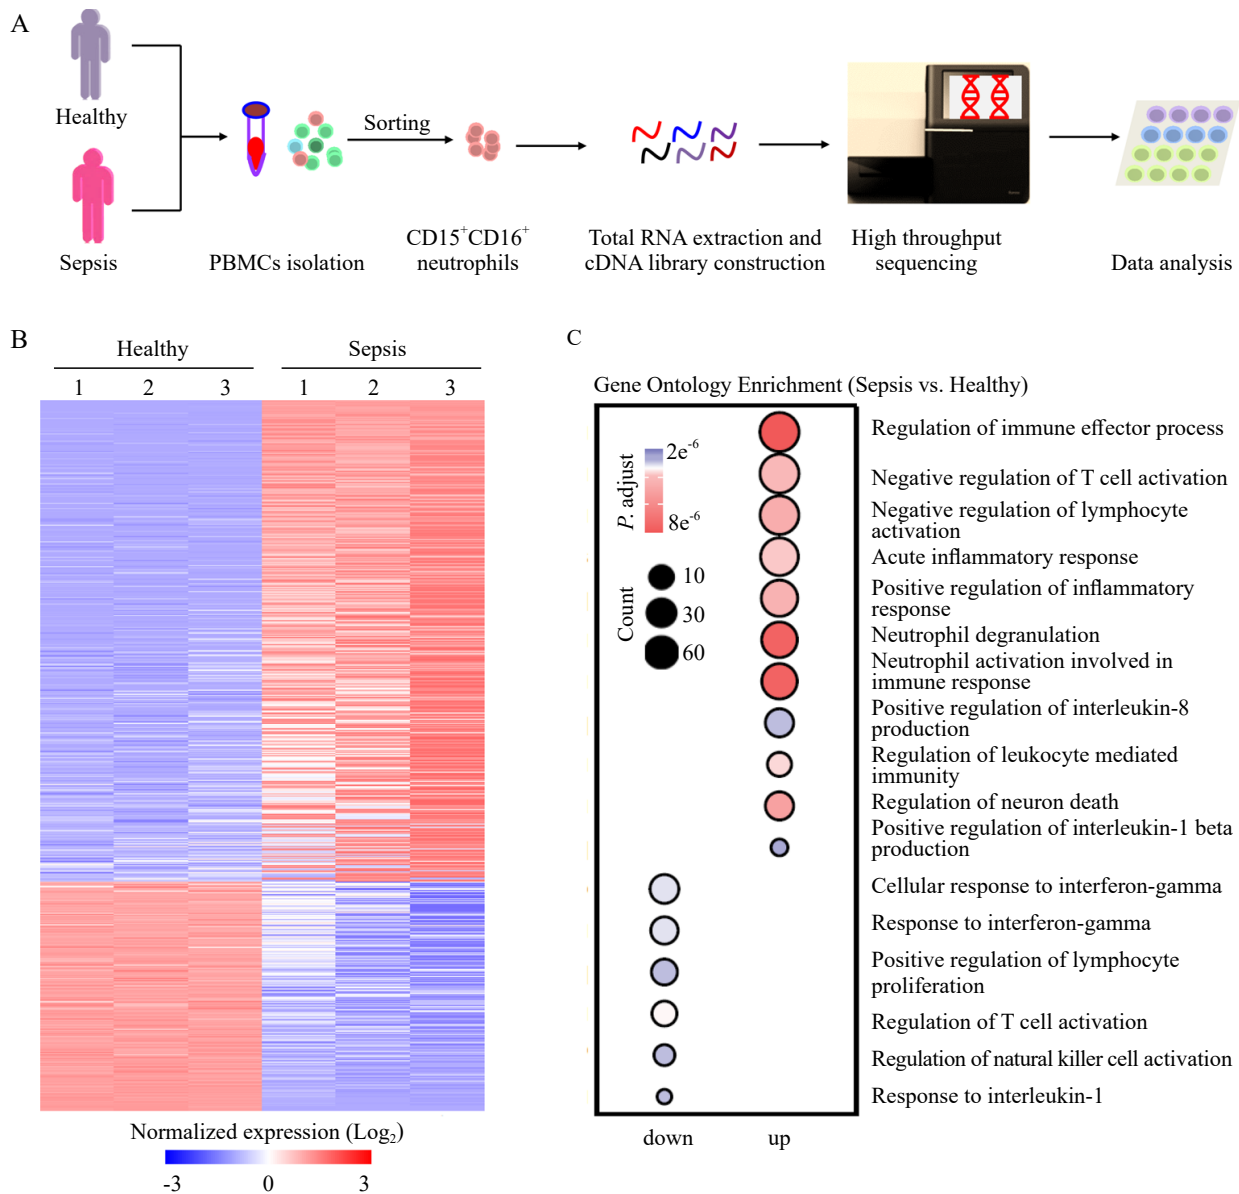 A
Healthy
Sepsis
PBMCs isolation
Sorting
CD15⁺CD16⁺
neutrophils
Total RNA extraction and
cDNA library construction
High throughput
sequencing
Data analysis
B
Healthy
Sepsis
1 2 3 1 2 3
Normalized expression (Log₂)
-3 0 3
C
Gene Ontology Enrichment (Sepsis vs. Healthy)
P. adjust
2e⁻⁶
8e⁻⁶
Count
10
30
60
Regulation of immune effector process
Negative regulation of T cell activation
Negative regulation of lymphocyte
activation
Acute inflammatory response
Positive regulation of inflammatory
response
Neutrophil degranulation
Neutrophil activation involved in
immune response
Positive regulation of interleukin-8
production
Regulation of leukocyte mediated
immunity
Regulation of neuron death
Positive regulation of interleukin-1 beta
production
Cellular response to interferon-gamma
Response to interferon-gamma
Positive regulation of lymphocyte
proliferation
Regulation of T cell activation
Regulation of natural killer cell activation
Response to interleukin-1
down up